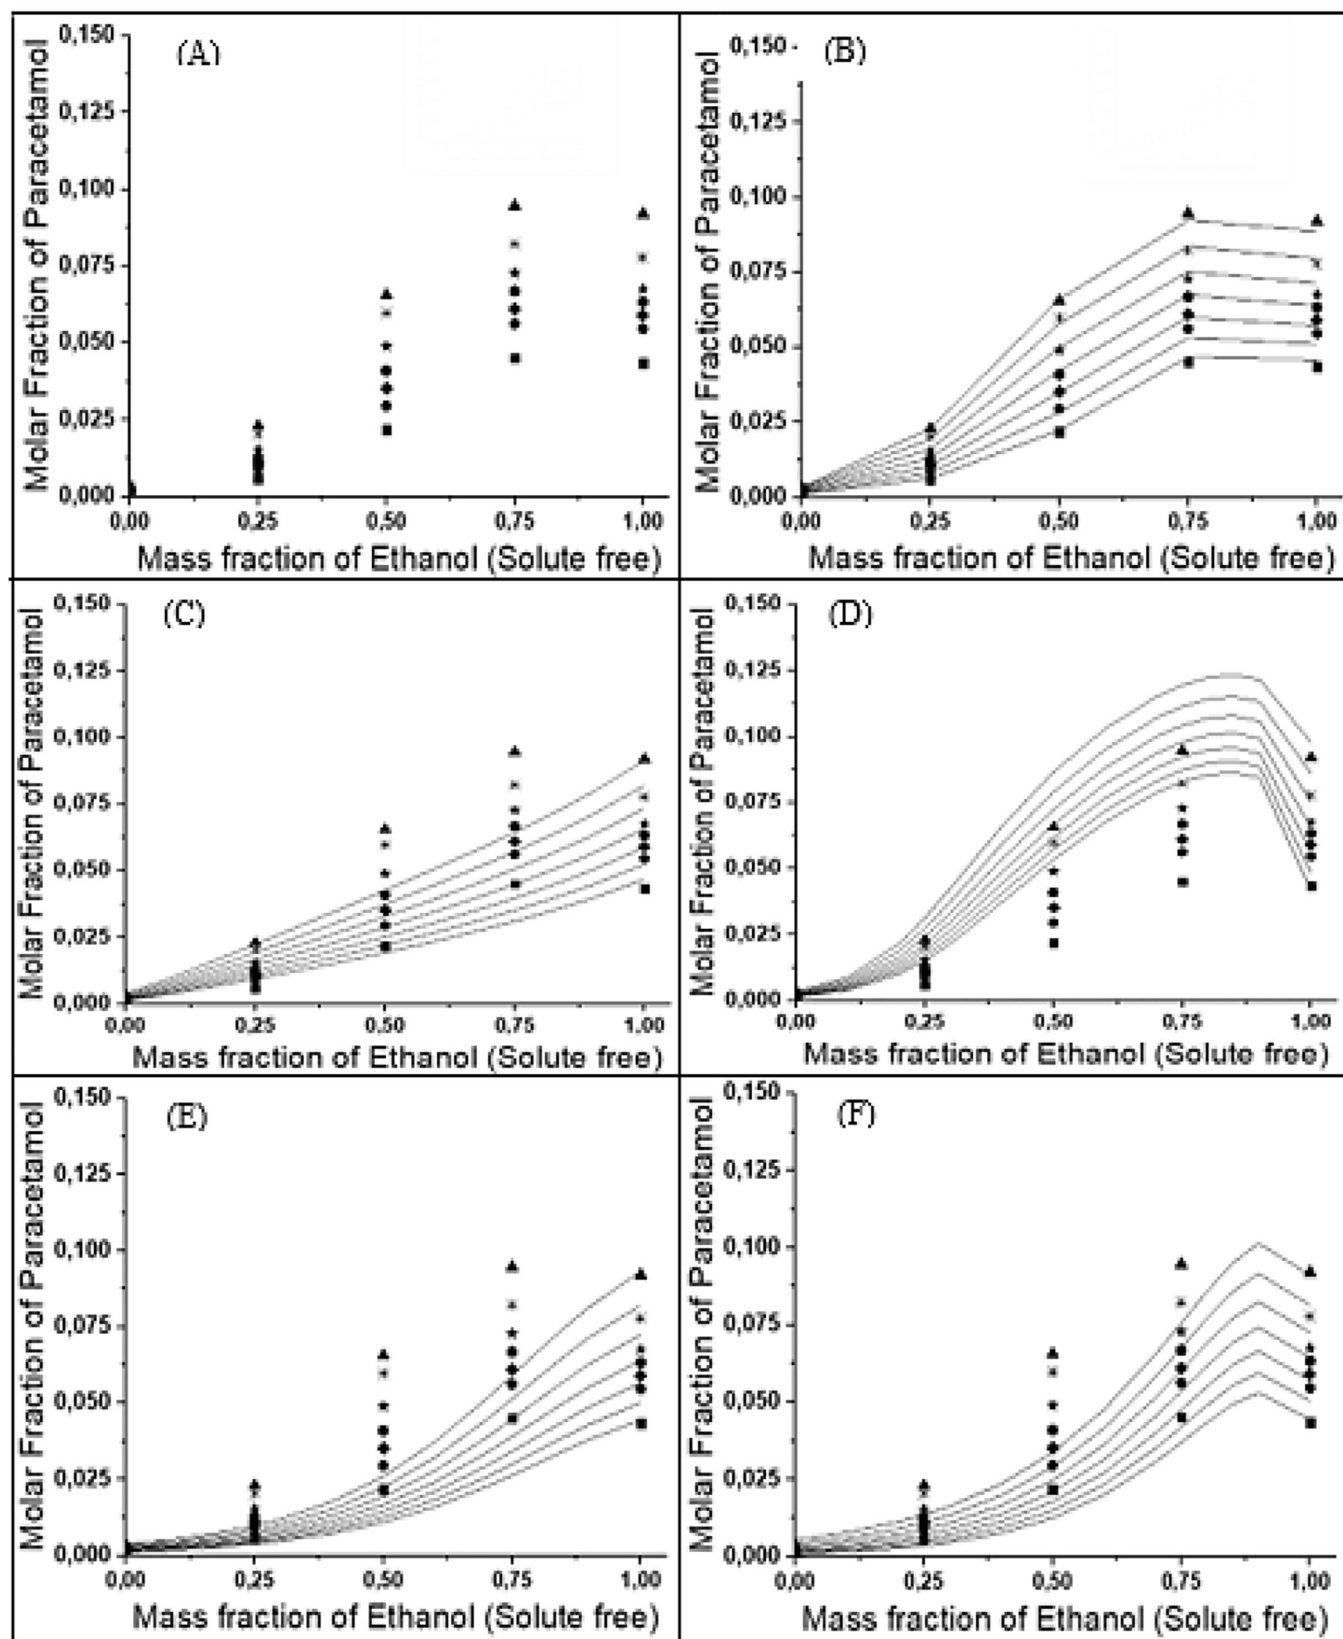 (A)
Molar Fraction of Paracetamol
0,150
0,125
0,100
0,075
0,050
0,025
0,000
0,00 0,25 0,50 0,75 1,00
Mass fraction of Ethanol (Solute free)
(B)
Molar Fraction of Paracetamol
0,150
0,125
0,100
0,075
0,050
0,025
0,000
0,00 0,25 0,50 0,75 1,00
Mass fraction of Ethanol (Solute free)
(C)
Molar Fraction of Paracetamol
0,150
0,125
0,100
0,075
0,050
0,025
0,000
0,00 0,25 0,50 0,75 1,00
Mass fraction of Ethanol (Solute free)
(D)
Molar Fraction of Paracetamol
0,150
0,125
0,100
0,075
0,050
0,025
0,000
0,00 0,25 0,50 0,75 1,00
Mass fraction of Ethanol (Solute free)
(E)
Molar Fraction of Paracetamol
0,150
0,125
0,100
0,075
0,050
0,025
0,000
0,00 0,25 0,50 0,75 1,00
Mass fraction of Ethanol (Solute free)
(F)
Molar Fraction of Paracetamol
0,150
0,125
0,100
0,075
0,050
0,025
0,000
0,00 0,25 0,50 0,75 1,00
Mass fraction of Ethanol (Solute free)